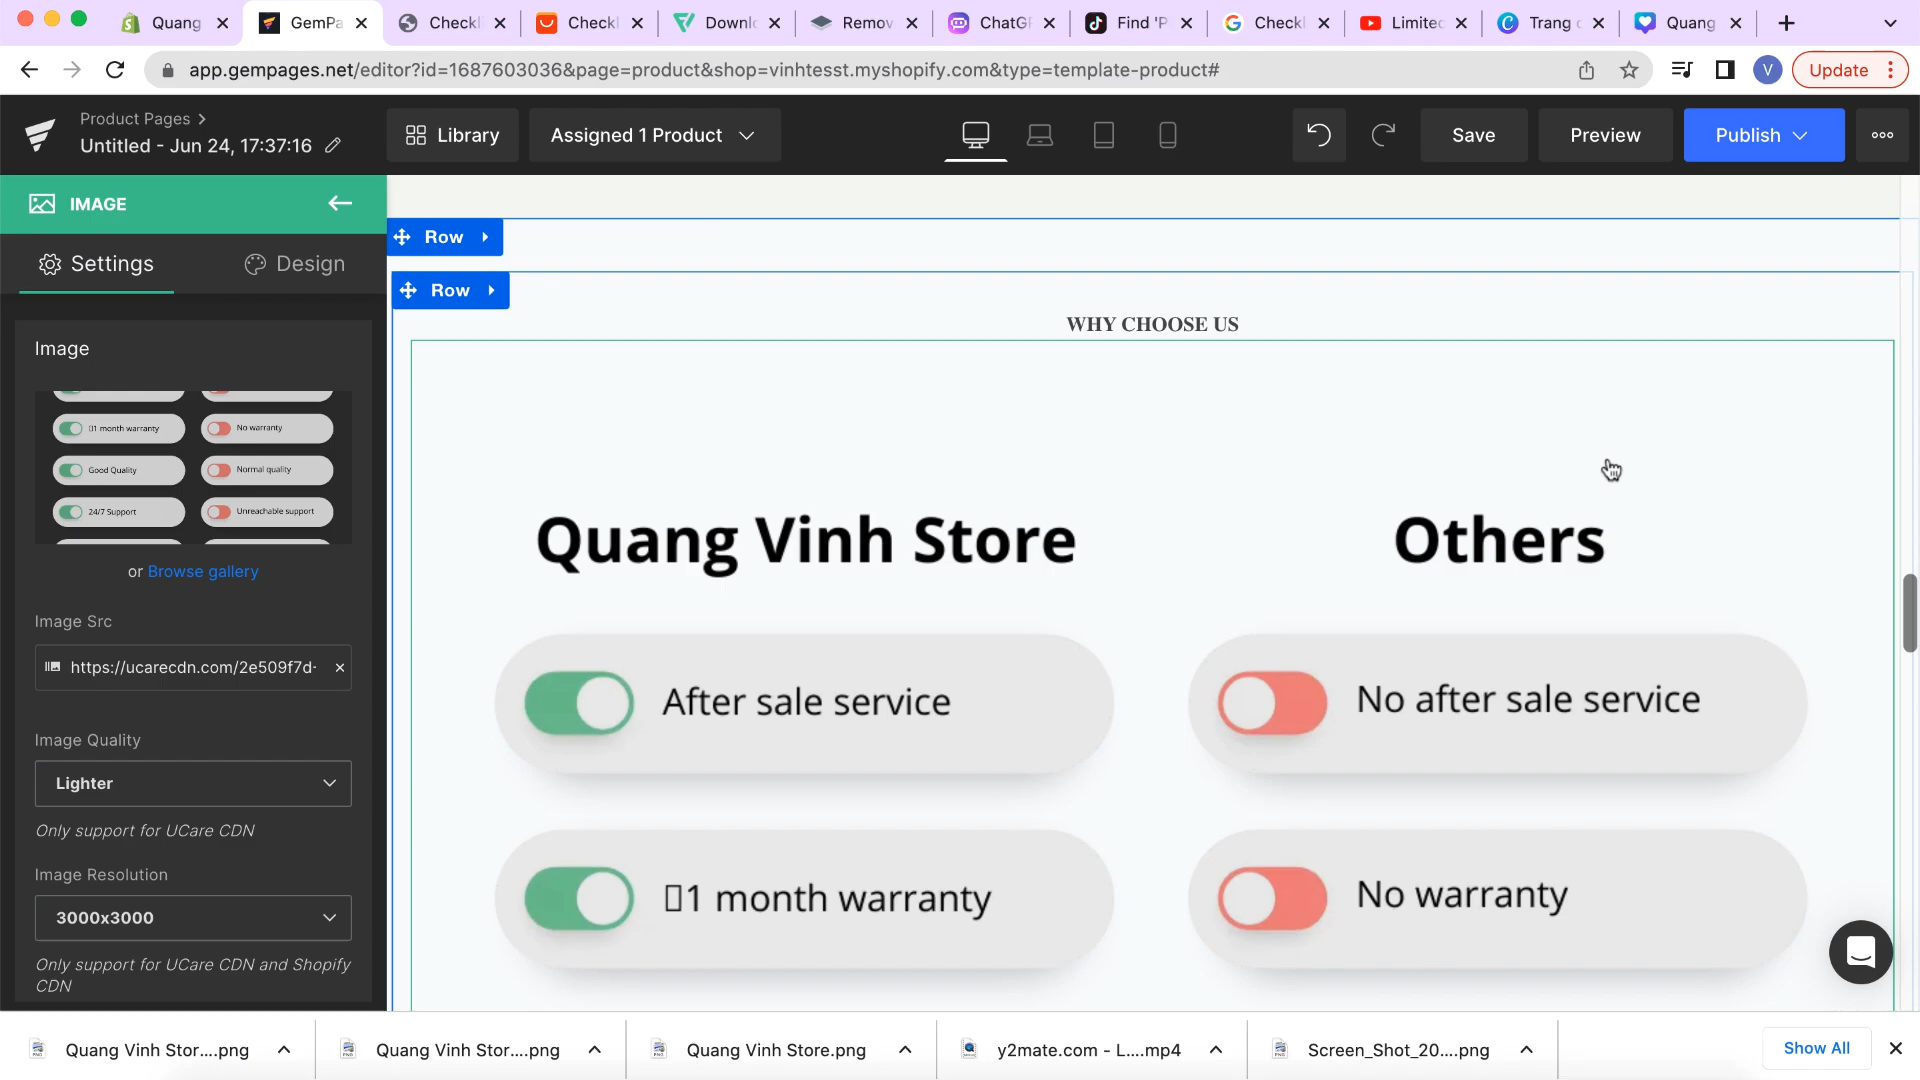 Quang
GemPa
Checkl
Checkl
Downlo
Remov
ChatGP
Find 'P
Checkl
Limited
Trang c
Quang
app.gempages.net/editor?id=1687603036&page=product&shop=vinhtesst.myshopify.com&type=template-product#
V
Update
Product Pages
Untitled - Jun 24, 17:37:16
Library
Assigned 1 Product
Save
Preview
Publish
IMAGE
Settings
Design
Row
Row
WHY CHOOSE US
Image
1 month warranty
No warranty
Good Quality
Normal quality
24/7 Support
Unreachable support
or Browse gallery
Image Src
https://ucarecdn.com/2e509f7d-
Image Quality
Lighter
Only support for UCare CDN
Image Resolution
3000x3000
Only support for UCare CDN and Shopify
CDN
Quang Vinh Store
Others
After sale service
No after sale service
1 month warranty
No warranty
Quang Vinh Stor....png
Quang Vinh Stor....png
Quang Vinh Store.png
y2mate.com - L....mp4
Screen_Shot_20....png
Show All